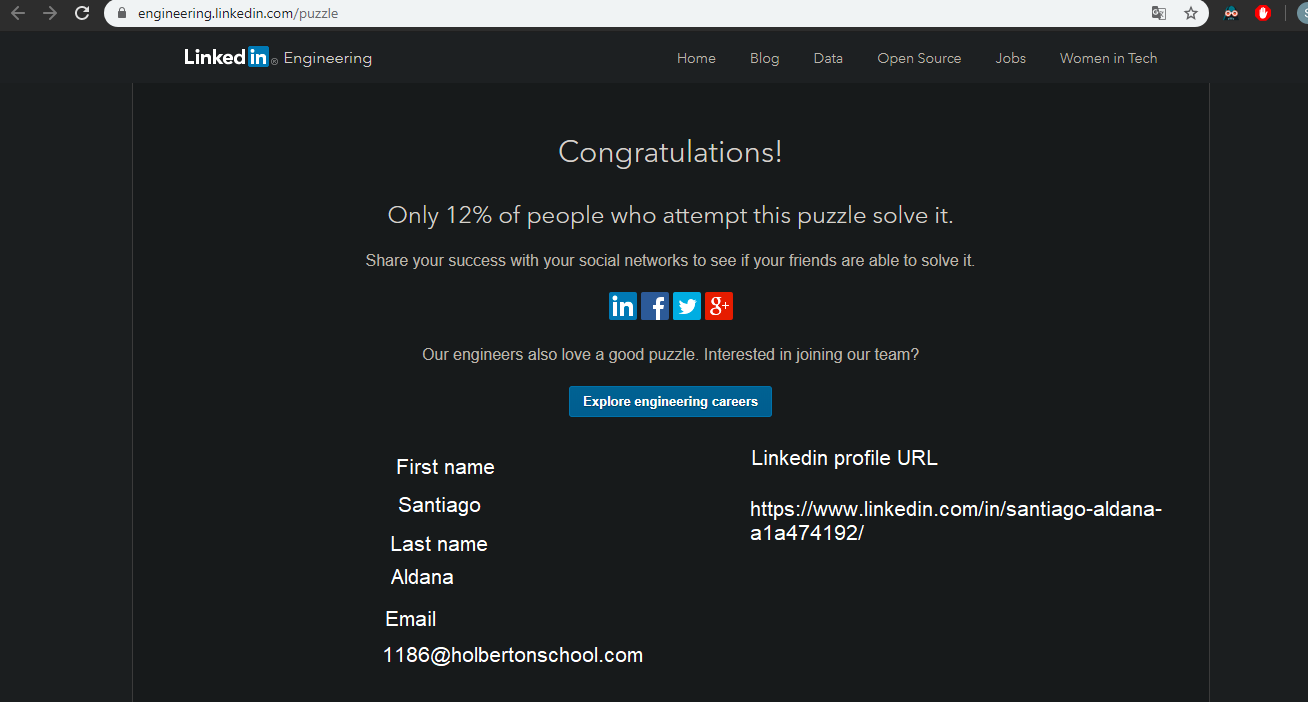 engineering.linkedin.com/puzzle
Linked in ® Engineering
Home Blog Data Open Source Jobs Women in Tech
Congratulations!
Only 12% of people who attempt this puzzle solve it.
Share your success with your social networks to see if your friends are able to solve it.
in f g+
Our engineers also love a good puzzle. Interested in joining our team?
Explore engineering careers
First name
Santiago
Last name
Aldana
Email
1186@holbertonschool.com
Linkedin profile URL
https://www.linkedin.com/in/santiago-aldana-
a1a474192/